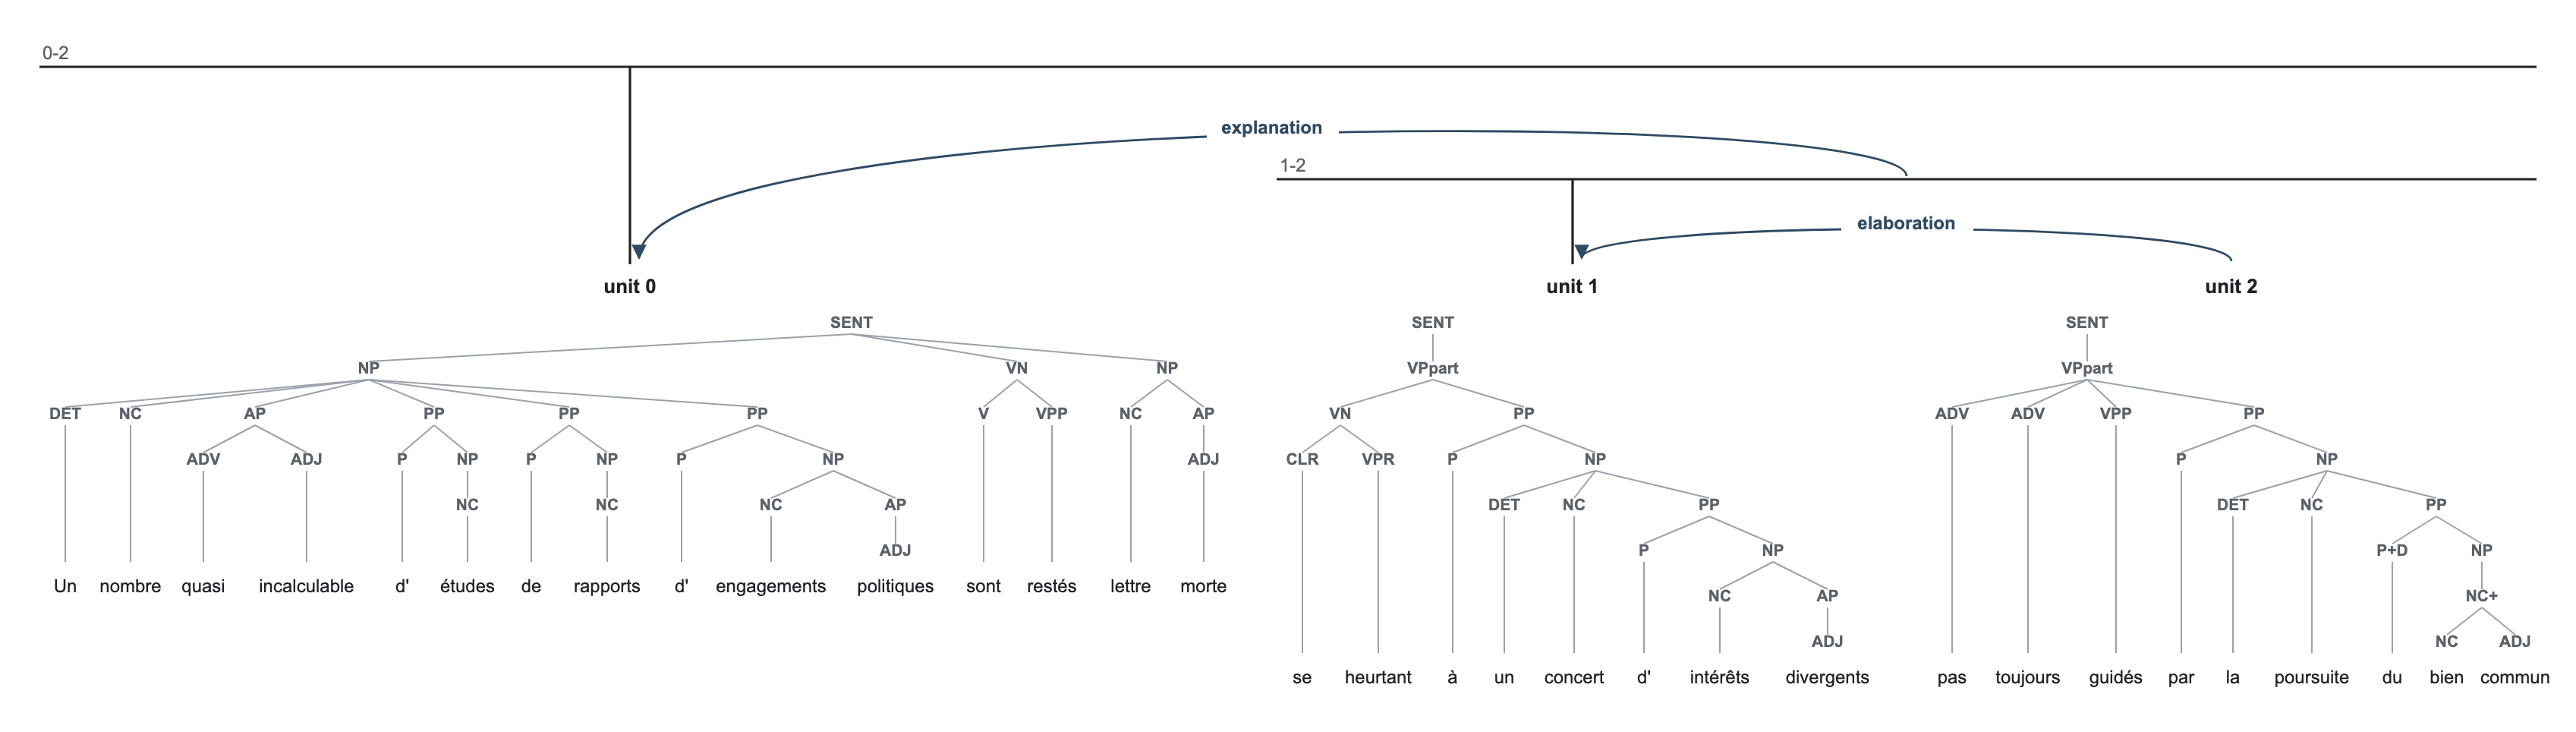 0-2
explanation
1-2
elaboration
unit 0 unit 1 unit 2
SENT SENT SENT
NP VN NP VPpart VPpart
DET NC AP PP PP PP V VPP NC AP VN PP ADV ADV VPP PP
ADV ADJ P NP P NP P NP ADJ CLR VPR P NP P NP
NC NC NC AP DET NC PP DET NC PP
ADJ P NP P+D NP
Un nombre quasi incalculable d' études de rapports d' engagements politiques sont restés lettre morte
NC AP NC+
ADJ NC ADJ
se heurtant à un concert d' intérêts divergents pas toujours guidés par la poursuite du bien commun